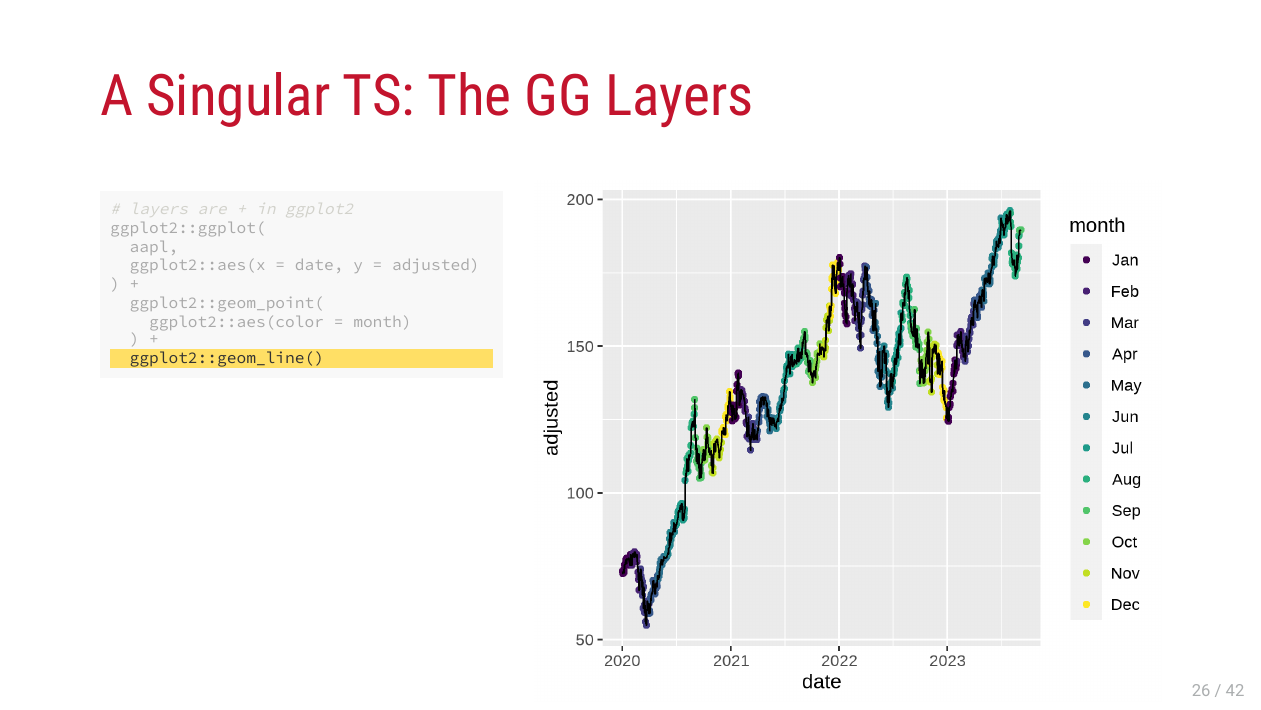 A Singular TS: The GG Layers
# layers are + in ggplot2
ggplot2::ggplot(
  aapl,
  ggplot2::aes(x = date, y = adjusted)
) +
  ggplot2::geom_point(
    ggplot2::aes(color = month)
  ) +
  ggplot2::geom_line()
200
150
100
50
adjusted
2020 2021 2022 2023
date
month
Jan
Feb
Mar
Apr
May
Jun
Jul
Aug
Sep
Oct
Nov
Dec
26 / 42